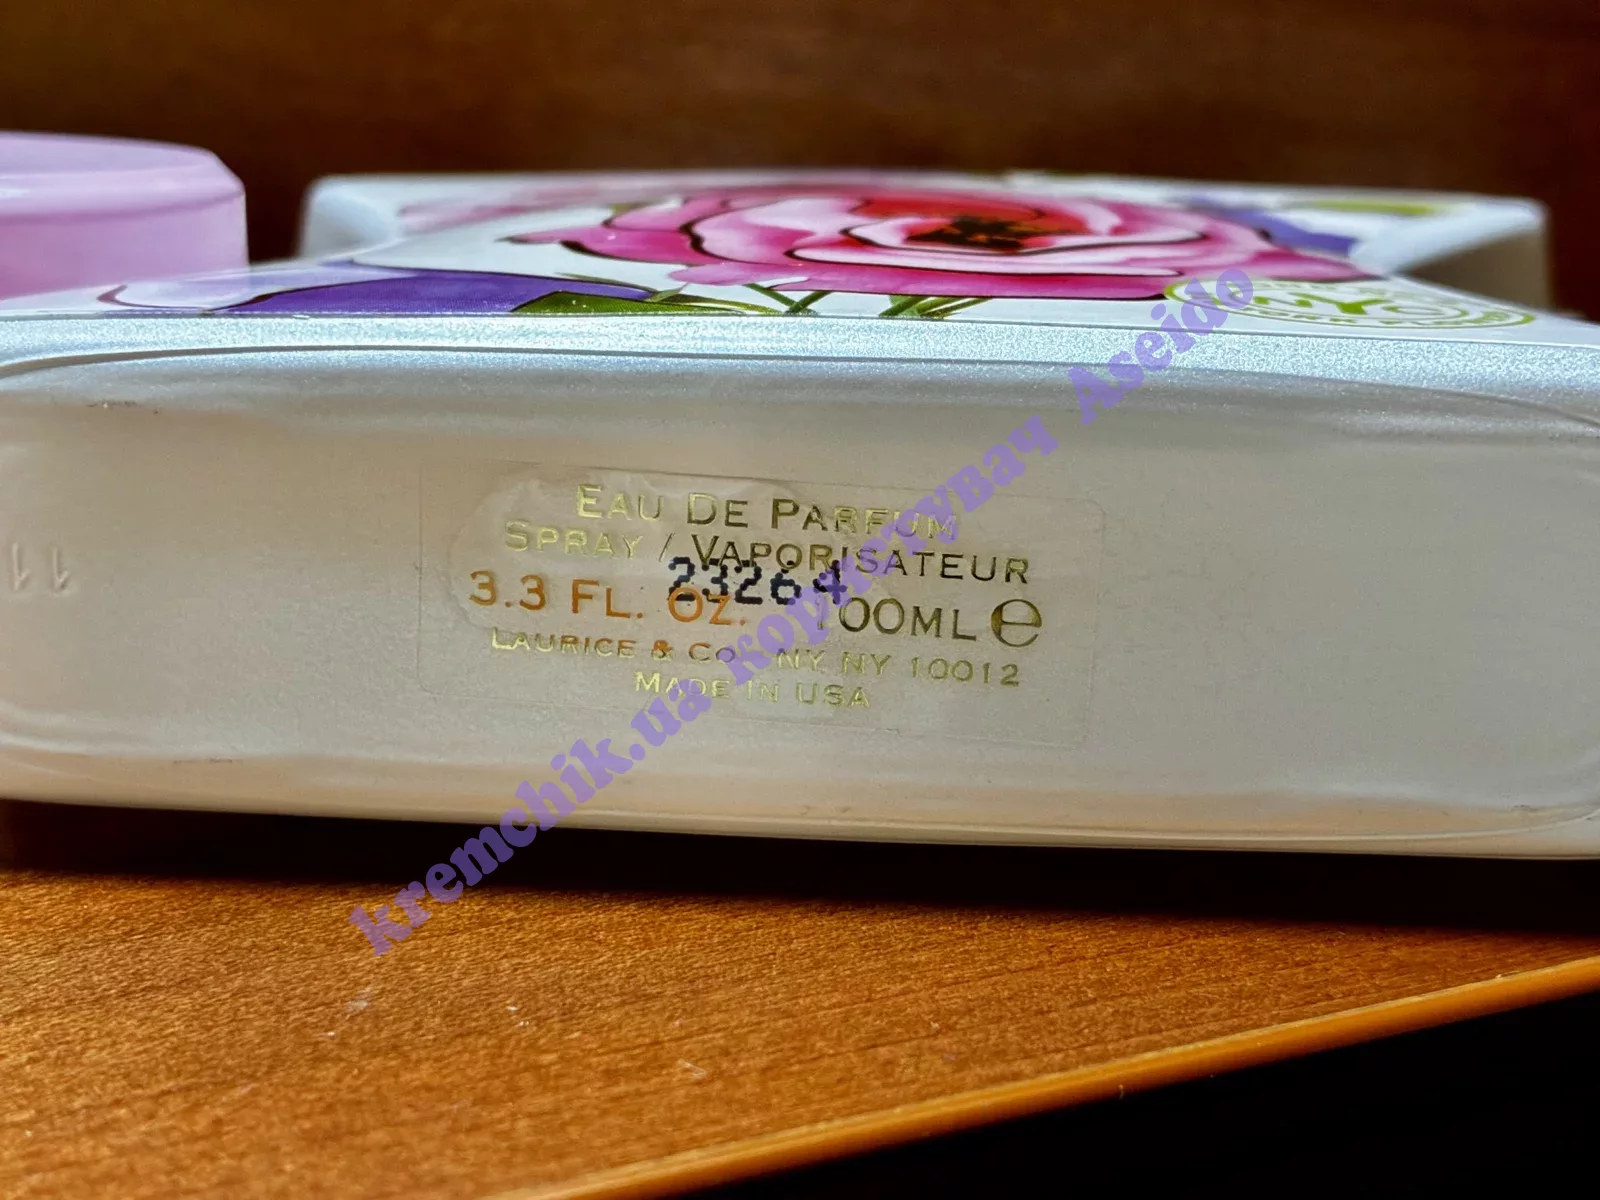 EAU DE PARFUM
SPRAY / VAPORISATEUR
23264
3.3 FL. OZ. 100ML e
LAURICE & CO. NY, NY 10012
MADE IN USA
11
kremchik.ua користувач Aseido